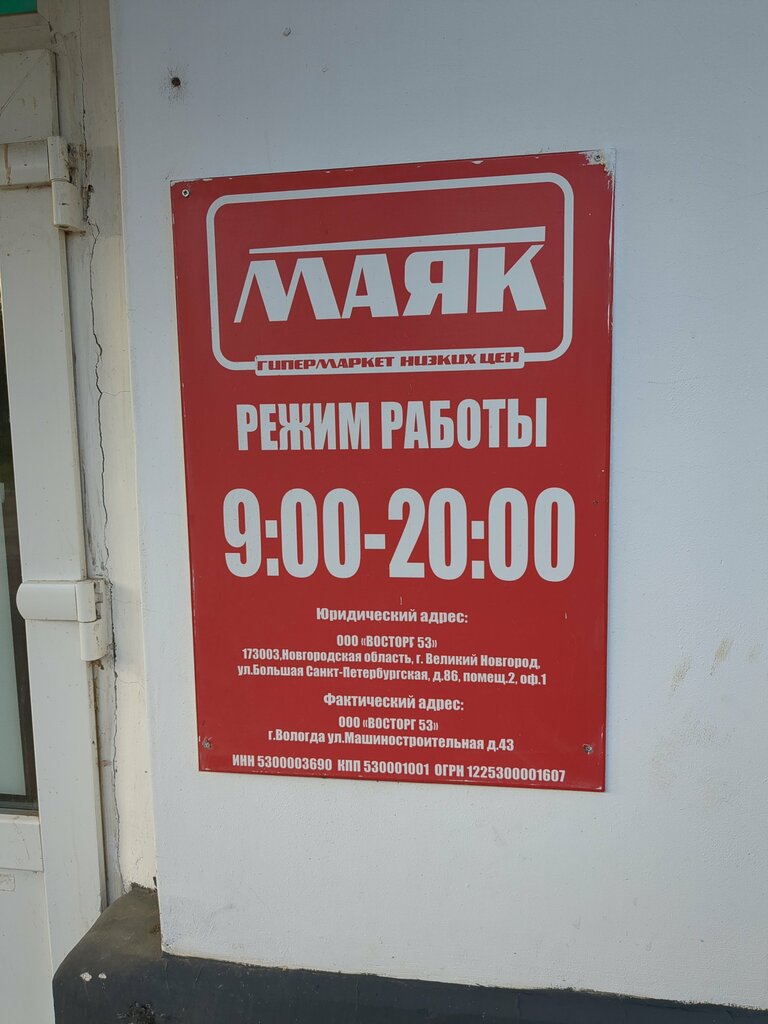 МАЯК
ГИПЕРМАРКЕТ НИЗКИХ ЦЕН
РЕЖИМ РАБОТЫ
9:00-20:00
Юридический адрес:
ООО «ВОСТОРГ 53»
173003,Новгородская область, г. Великий Новгород,
ул.Большая Санкт-Петербургская, д.86, помещ.2, оф.1
Фактический адрес:
ООО «ВОСТОРГ 53»
г.Вологда ул.Машиностроительная д.43
ИНН 5300003690 КПП 530001001 ОГРН 1225300001607